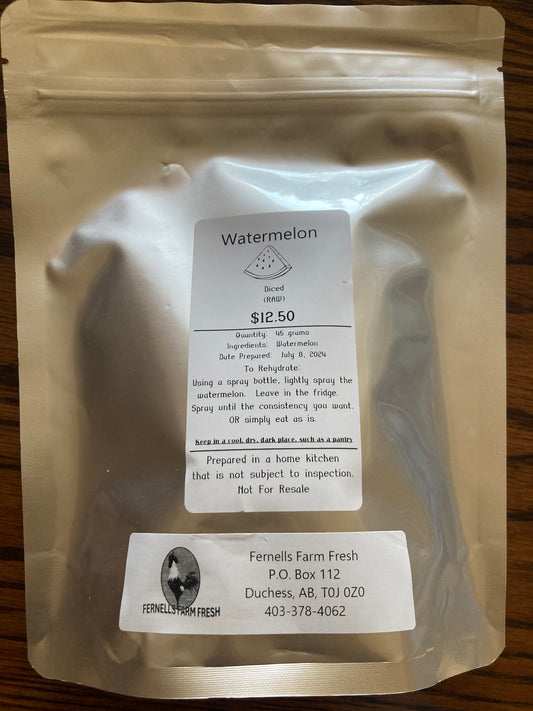 Watermelon
Diced
(RAW)
$12.50
Quantity: 45 grams
Ingredients: Watermelon
Date Prepared: July 8, 2024
To Rehydrate:
Using a spray bottle, lightly spray the
watermelon. Leave in the fridge.
Spray until the consistency you want.
OR simply eat as is.
Keep in a cool, dry, dark place, such as a pantry
Prepared in a home kitchen
that is not subject to inspection.
Not For Resale
Fernells Farm Fresh
P.O. Box 112
Duchess, AB, T0J 0Z0
403-378-4062
FERNELLS FARM FRESH